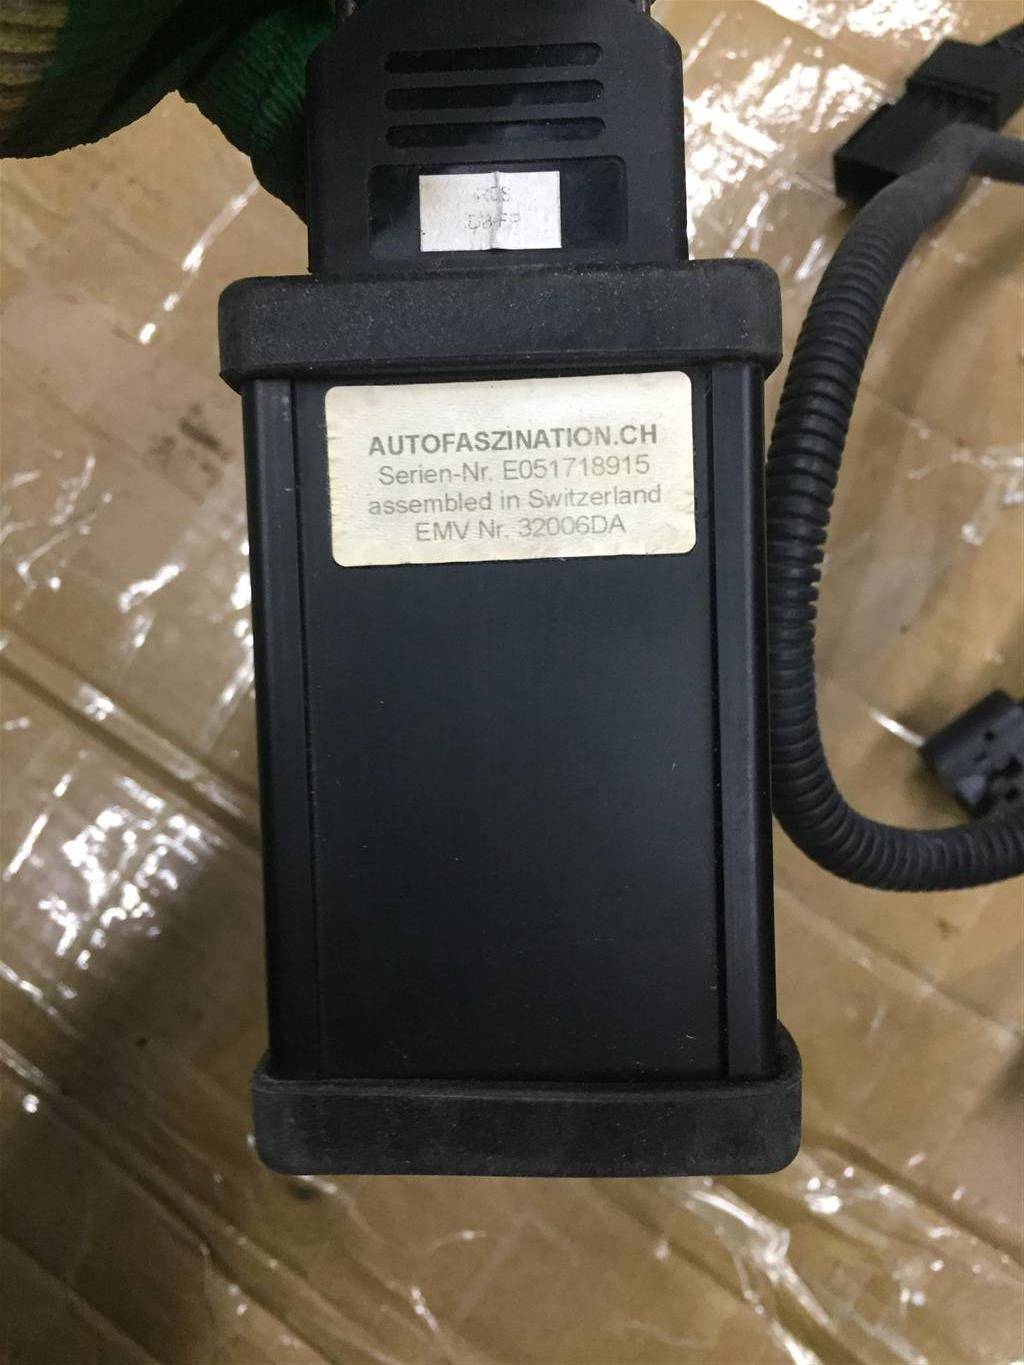 AUTOFASZINATION.CH
Serien-Nr. E051718915
assembled in Switzerland
EMV Nr. 32006DA